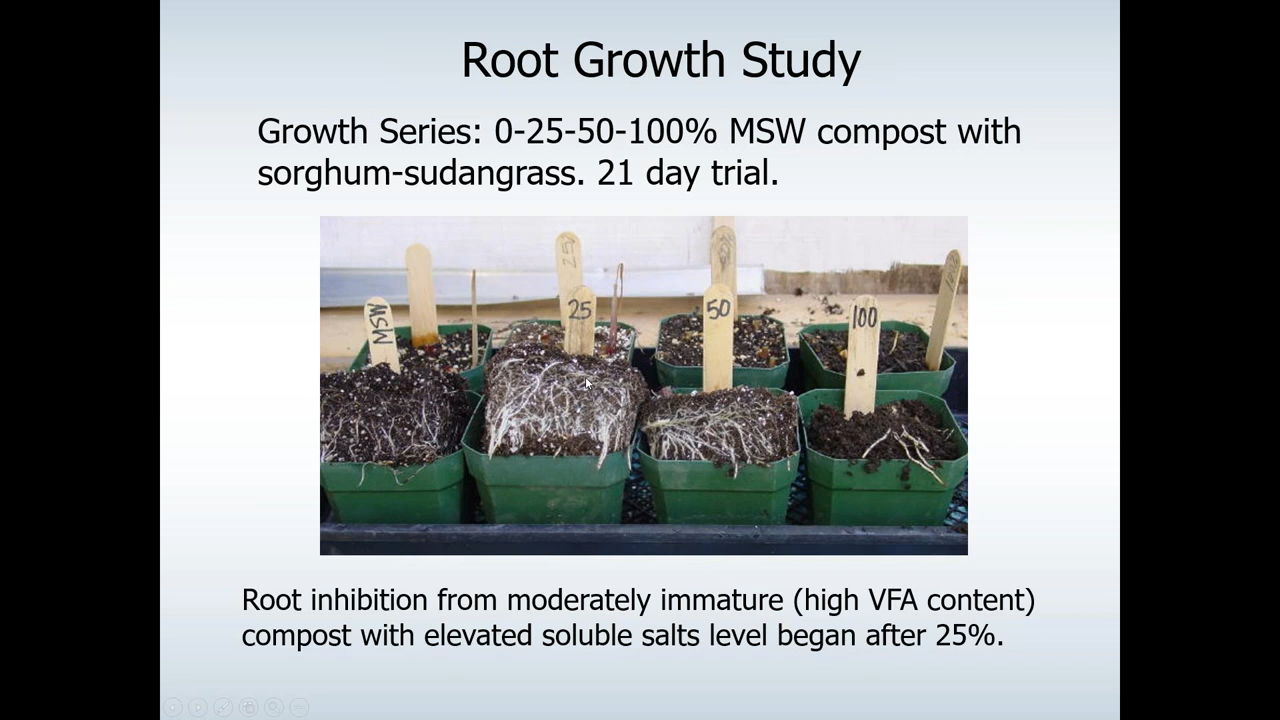 Root Growth Study
Growth Series: 0-25-50-100% MSW compost with
sorghum-sudangrass. 21 day trial.
25
MSW
25
50
100
Root inhibition from moderately immature (high VFA content)
compost with elevated soluble salts level began after 25%.